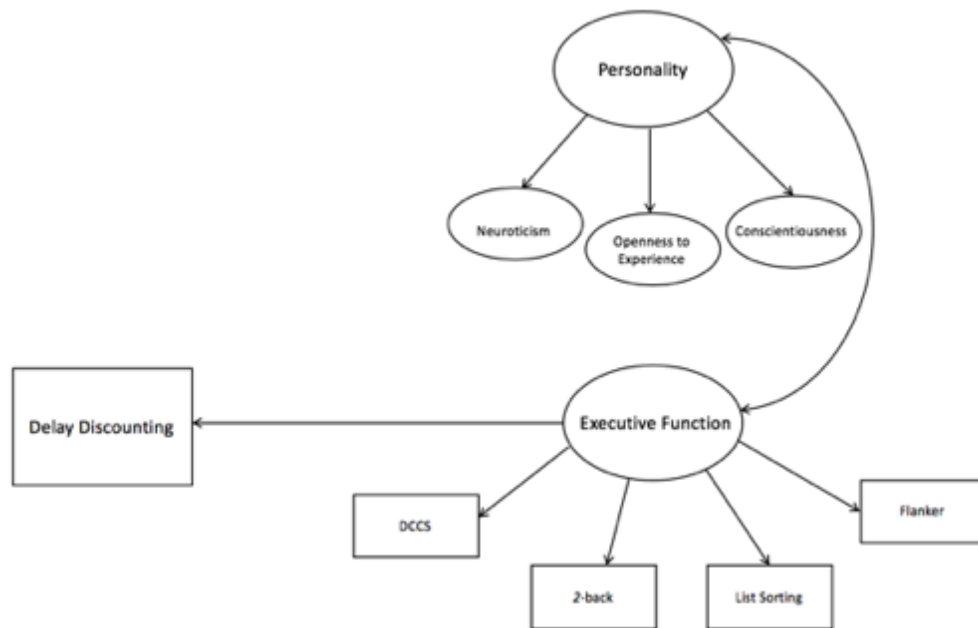 Personality
Neuroticism
Openness to
Experience
Conscientiousness
Delay Discounting
Executive Function
DCCS
2-back
List Sorting
Flanker